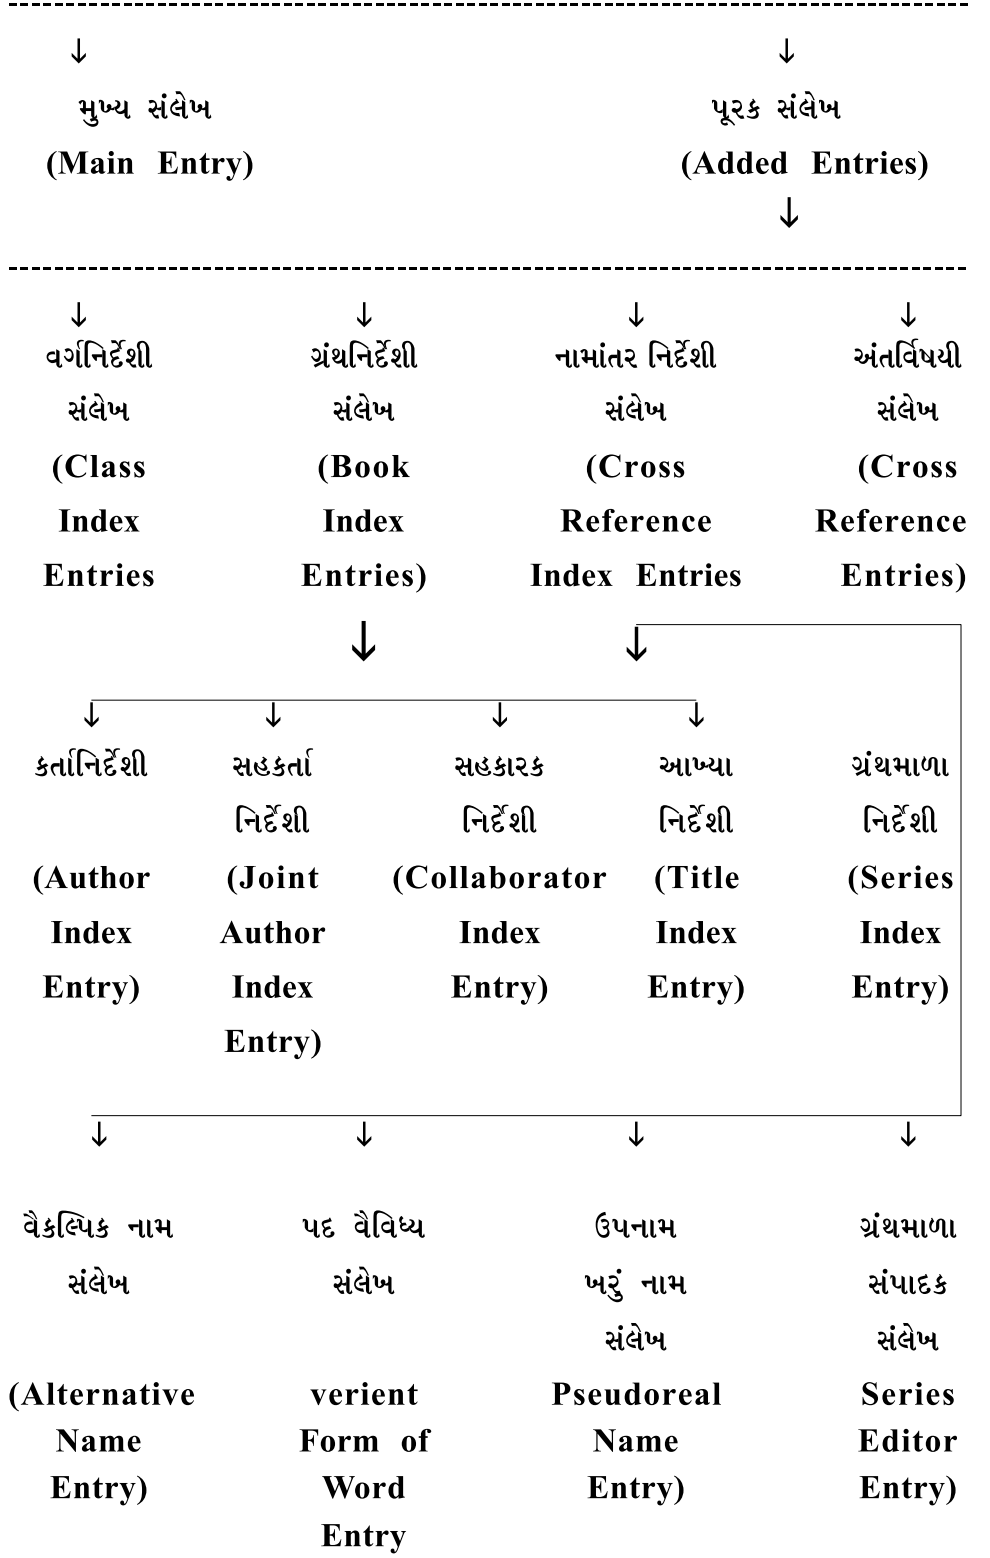 મુખ્ય સંલેખ પૂરક સંલેખ
(Main Entry) (Added Entries)
વર્ગનિર્દેશી ગ્રંથનિર્દેશી નામાંતર નિર્દેશી અંતર્વિષયી
સંલેખ સંલેખ સંલેખ સંલેખ
(Class (Book (Cross (Cross
Index Index Reference Reference
Entries Entries) Index Entries Entries)
કર્તાનિર્દેશી સહકર્તા સહકારક આખ્યા ગ્રંથમાળા
નિર્દેશી નિર્દેશી નિર્દેશી નિર્દેશી
(Author (Joint (Collaborator (Title (Series
Index Author Index Index Index
Entry) Index Entry) Entry) Entry)
Entry)
વૈકલ્પિક નામ પદ વૈવિધ્ય ઉપનામ ગ્રંથમાળા
સંલેખ સંલેખ ખરું નામ સંપાદક
સંલેખ સંલેખ
(Alternative verient Pseudoreal Series
Name Form of Name Editor
Entry) Word Entry) Entry)
Entry